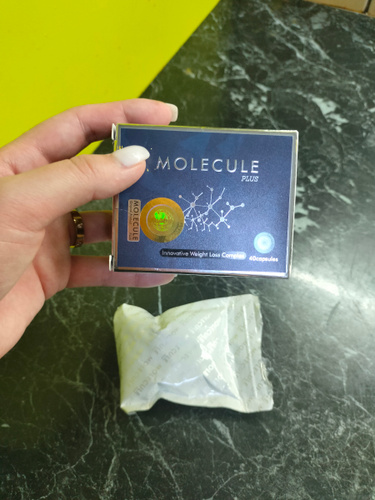 MOLECULE
PLUS
MOLECULE
Innovative Weight Loss Complex
40capsules